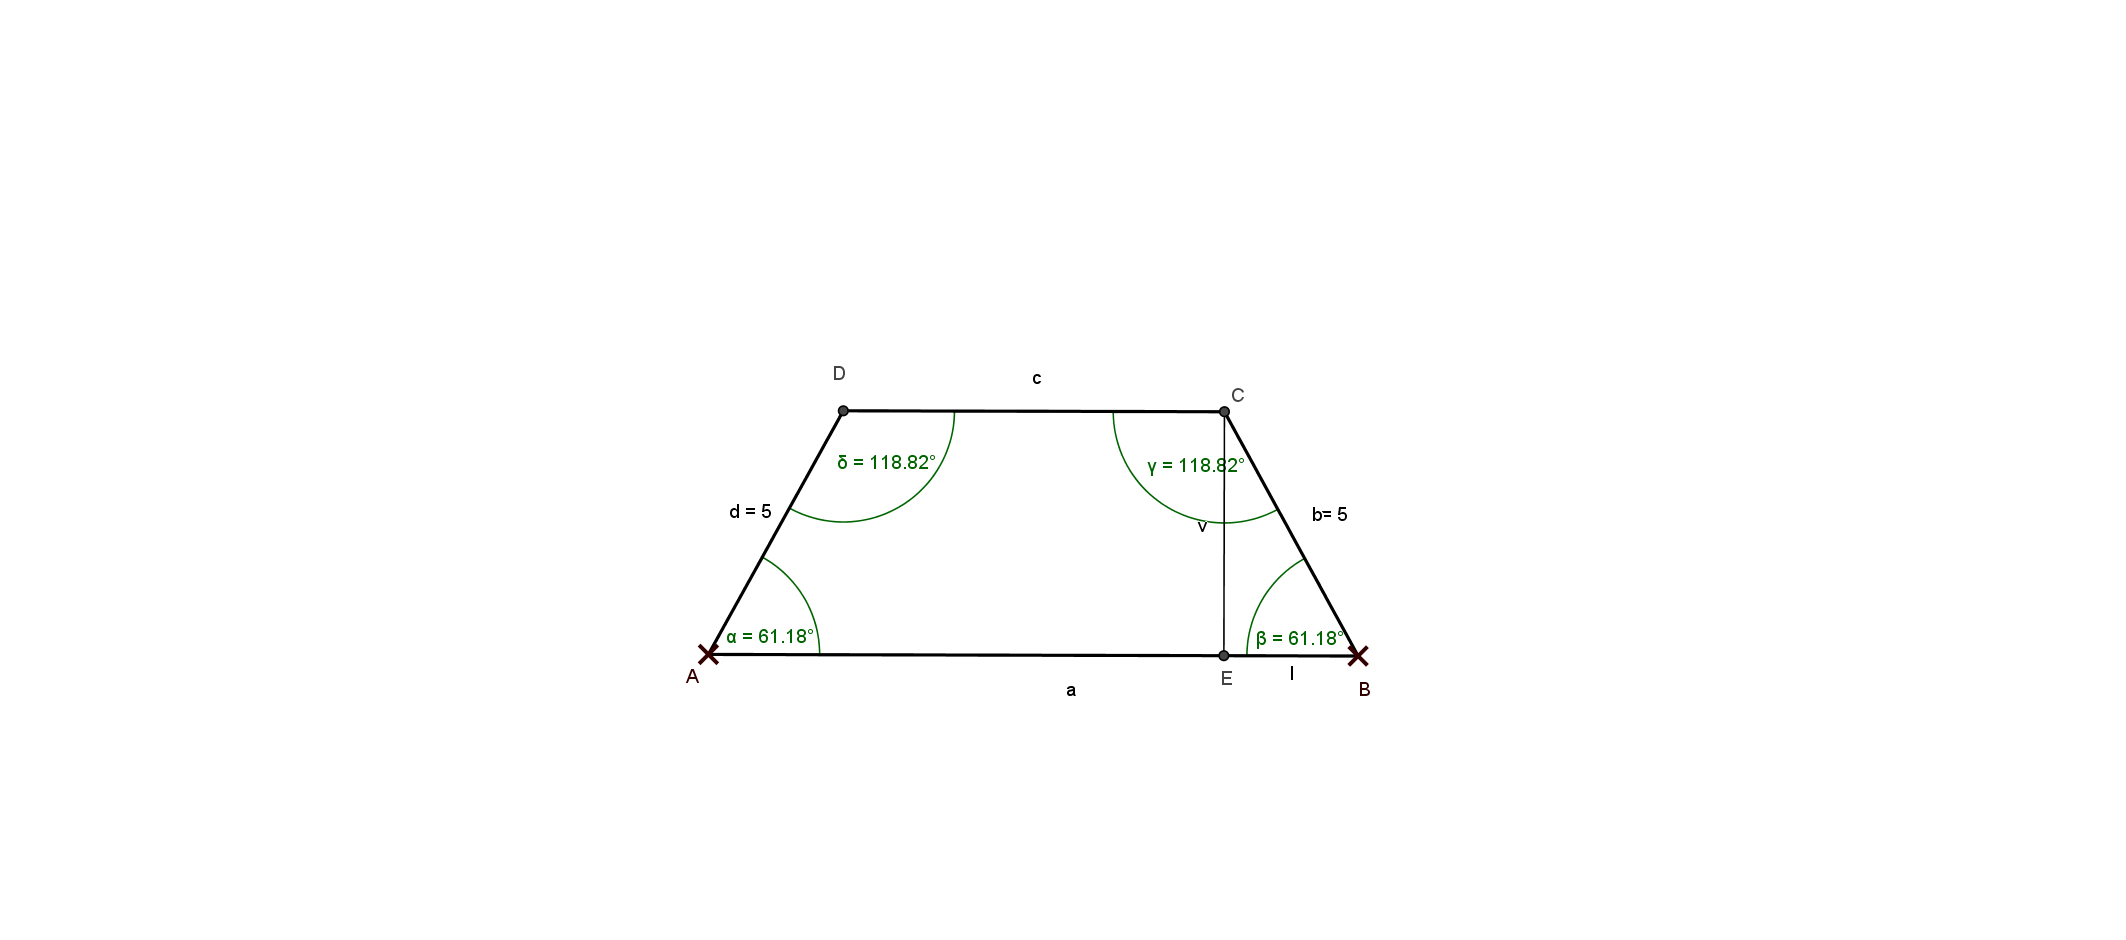 D
c
C
δ = 118.82°
γ = 118.82°
d = 5
b= 5
v
α = 61.18°
β = 61.18°
A
E
l
B
a